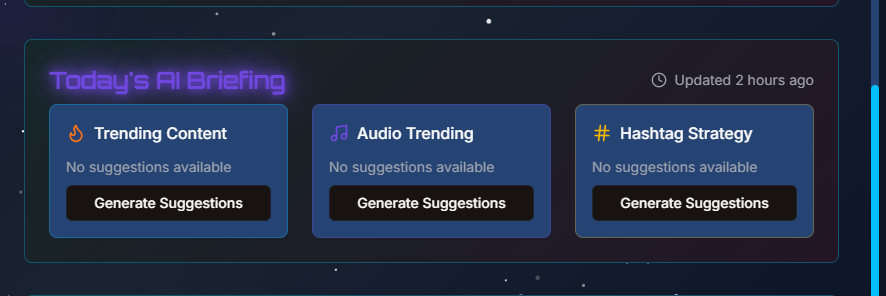 Today's AI Briefing
Updated 2 hours ago
Trending Content
No suggestions available
Generate Suggestions
Audio Trending
No suggestions available
Generate Suggestions
Hashtag Strategy
No suggestions available
Generate Suggestions